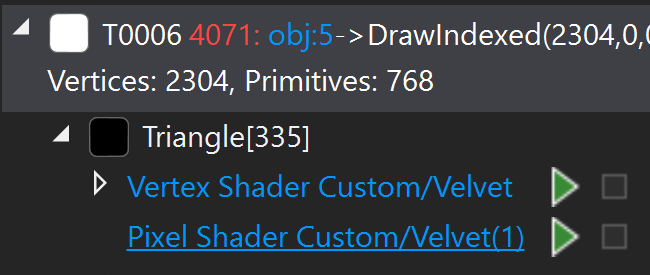 T0006 4071: obj:5->DrawIndexed(2304,0,0
Vertices: 2304, Primitives: 768
Triangle[335]
Vertex Shader Custom/Velvet
Pixel Shader Custom/Velvet(1)